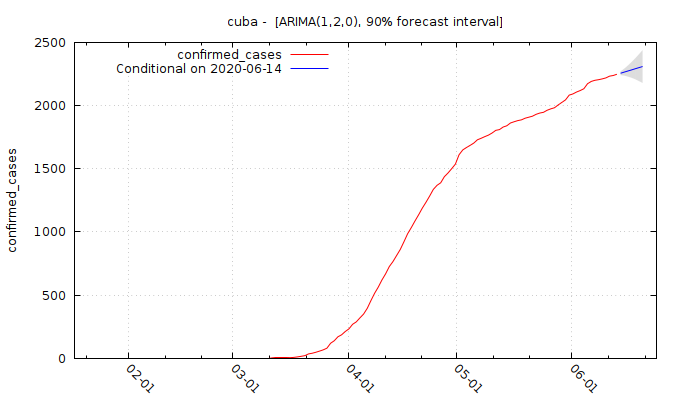 cuba -  [ARIMA(1,2,0), 90% forecast interval]
confirmed_cases
Conditional on 2020-06-14
2500
2000
1500
1000
500
0
confirmed_cases
02-01
03-01
04-01
05-01
06-01